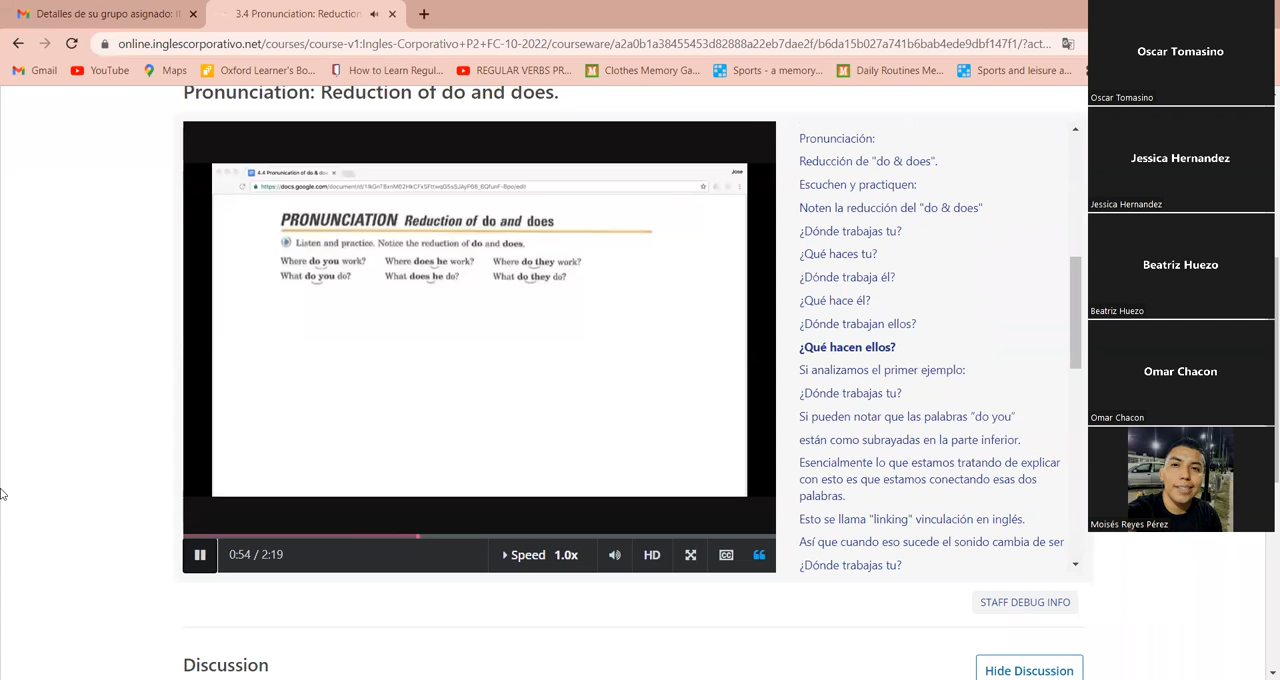 Detalles de su grupo asignado: I
3.4 Pronunciation: Reduction
online.inglescorporativo.net/courses/course-v1:Ingles-Corporativo+P2+FC-10-2022/courseware/a2a0b1a38455453d82888a22eb7dae2f/b6da15b027a741b6bab4ede9dbf147f1/?act...
Gmail
YouTube
Maps
Oxford Learner's Bo...
How to Learn Regul...
REGULAR VERBS PR...
Clothes Memory Ga...
Sports - a memory...
Daily Routines Me...
Sports and leisure a...
Pronunciation: Reduction of do and does.
4.4 Pronunciation of do & do
Jose
PRONUNCIATION Reduction of do and does
Listen and practice. Notice the reduction of do and does.
Where do you work? Where does he work? Where do they work?
What do you do? What does he do? What do they do?
0:54 / 2:19
Speed 1.0x
HD
CC
Pronunciación:
Reducción de "do & does".
Escuchen y practiquen:
Noten la reducción del "do & does"
¿Dónde trabajas tu?
¿Qué haces tu?
¿Dónde trabaja él?
¿Qué hace él?
¿Dónde trabajan ellos?
¿Qué hacen ellos?
Si analizamos el primer ejemplo:
¿Dónde trabajas tu?
Si pueden notar que las palabras “do you”
están como subrayadas en la parte inferior.
Esencialmente lo que estamos tratando de explicar
con esto es que estamos conectando esas dos
palabras.
Esto se llama "linking" vinculación en inglés.
Así que cuando eso sucede el sonido cambia de ser
¿Dónde trabajas tu?
STAFF DEBUG INFO
Discussion
Hide Discussion
Oscar Tomasino
Oscar Tomasino
Jessica Hernandez
Jessica Hernandez
Beatriz Huezo
Beatriz Huezo
Omar Chacon
Omar Chacon
Moisés Reyes Pérez